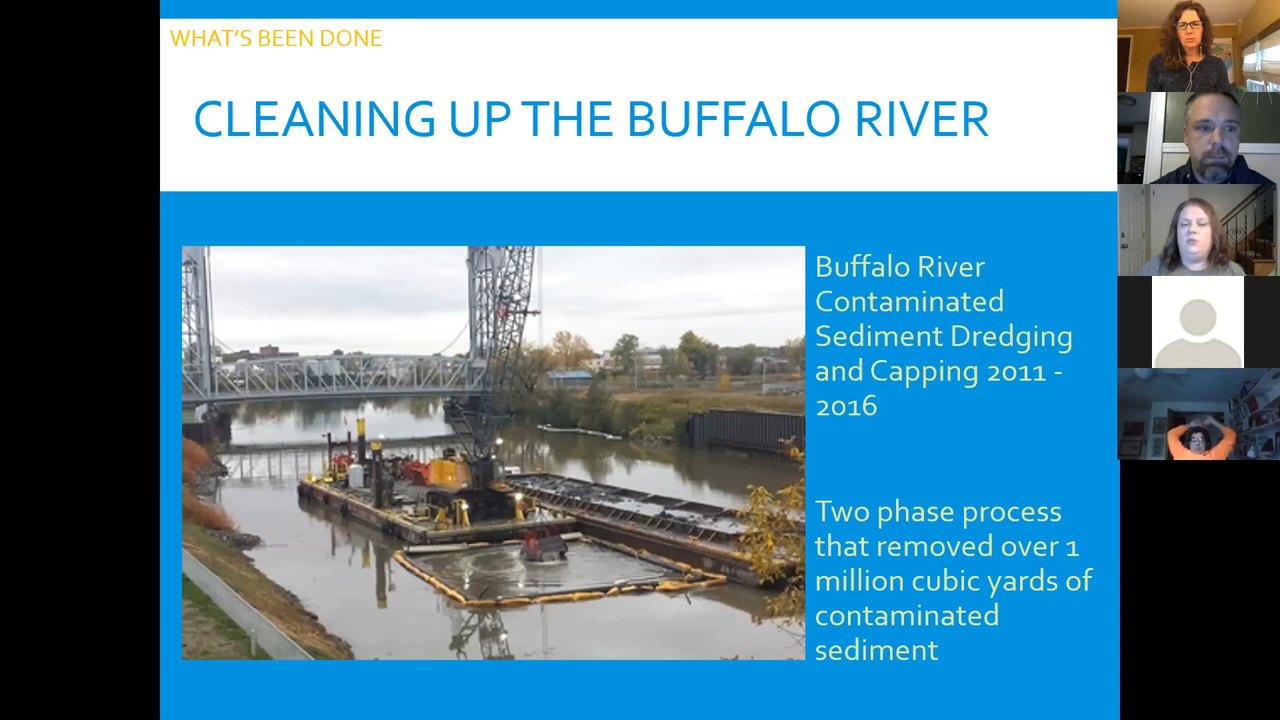 WHAT'S BEEN DONE
CLEANING UP THE BUFFALO RIVER
Buffalo River
Contaminated
Sediment Dredging
and Capping 2011 -
2016
Two phase process
that removed over 1
million cubic yards of
contaminated
sediment